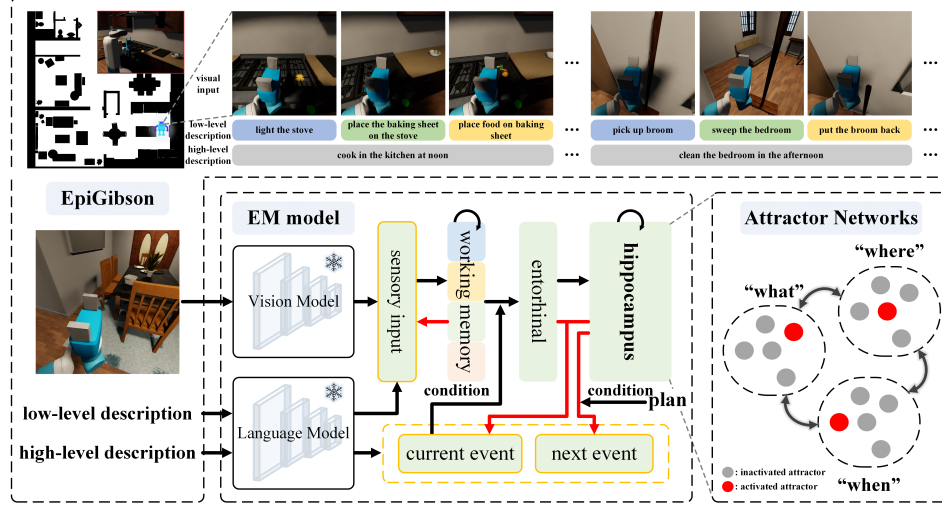 visual
input
low-level
description
high-level
description
light the stove
place the baking sheet
on the stove
place food on baking
sheet
...
pick up broom
sweep the bedroom
put the broom back
...
cook in the kitchen at noon
...
clean the bedroom in the afternoon
...
...
...
EpiGibson
low-level description
high-level description
EM model
Vision Model
Language Model
sensory input
working memory
entorhinal
hippocampus
condition
condition
plan
current event
next event
Attractor Networks
“where”
“what”
“when”
: inactivated attractor
: activated attractor